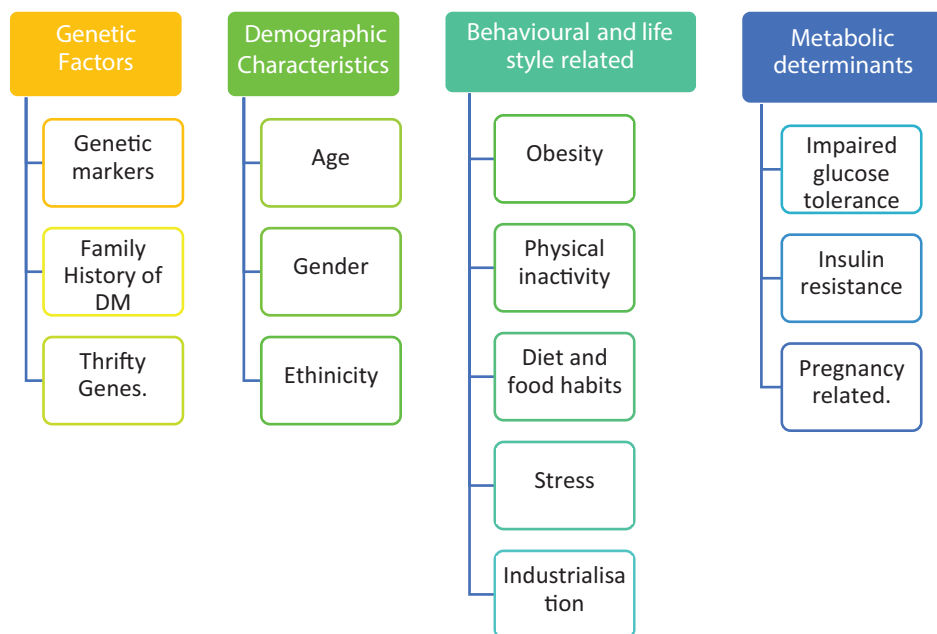 Genetic
Factors
Genetic
markers
Family
History of
DM
Thrifty
Genes.
Demographic
Characteristics
Age
Gender
Ethinicity
Behavioural and life
style related
Obesity
Physical
inactivity
Diet and
food habits
Stress
Industrialisa
tion
Metabolic
determinants
Impaired
glucose
tolerance
Insulin
resistance
Pregnancy
related.